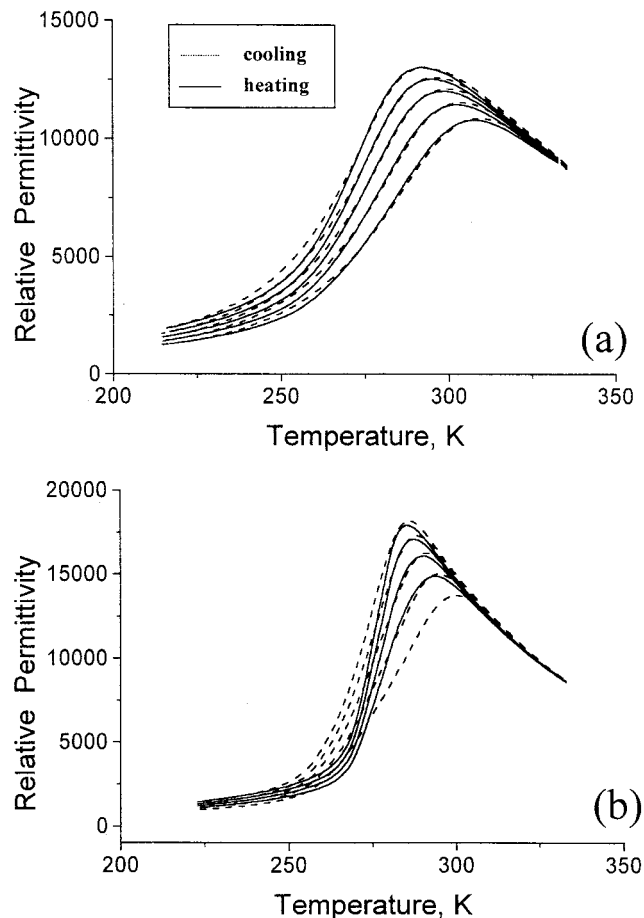 15000
10000
5000
0
Relative Permittivity
cooling
heating
(a)
200
250
300
350
Temperature, K
20000
15000
10000
5000
0
Relative Permittivity
(b)
200
250
300
350
Temperature, K